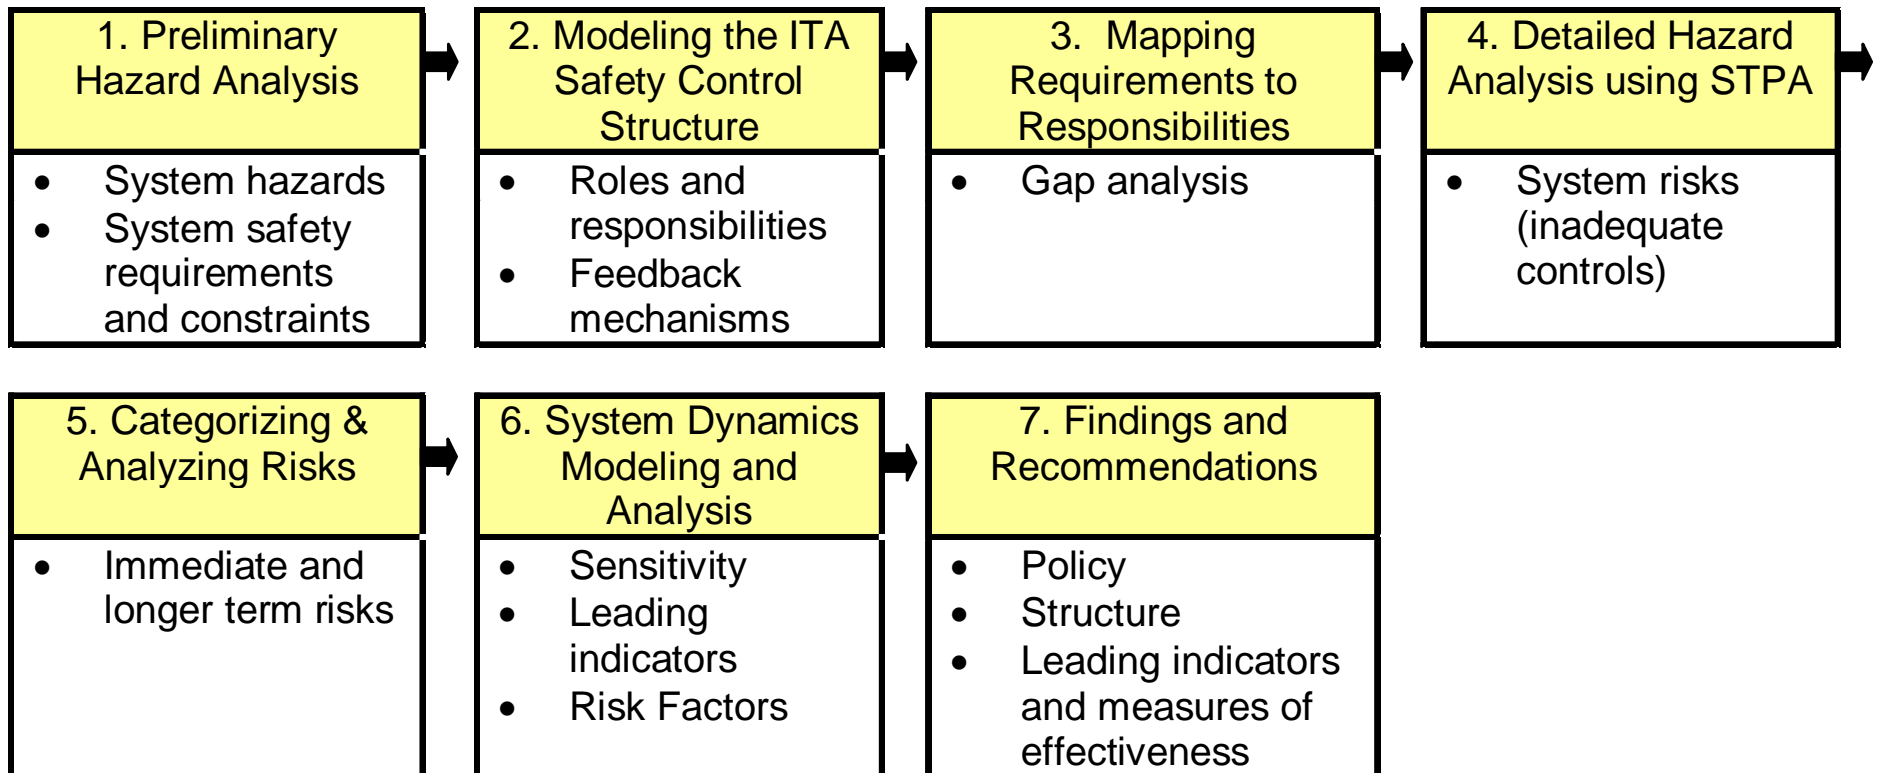 1. Preliminary
Hazard Analysis
• System hazards
• System safety
requirements
and constraints
2. Modeling the ITA
Safety Control
Structure
• Roles and
responsibilities
• Feedback
mechanisms
3. Mapping
Requirements to
Responsibilities
• Gap analysis
4. Detailed Hazard
Analysis using STPA
• System risks
(inadequate
controls)
5. Categorizing &
Analyzing Risks
• Immediate and
longer term risks
6. System Dynamics
Modeling and
Analysis
• Sensitivity
• Leading
indicators
• Risk Factors
7. Findings and
Recommendations
• Policy
• Structure
• Leading indicators
and measures of
effectiveness